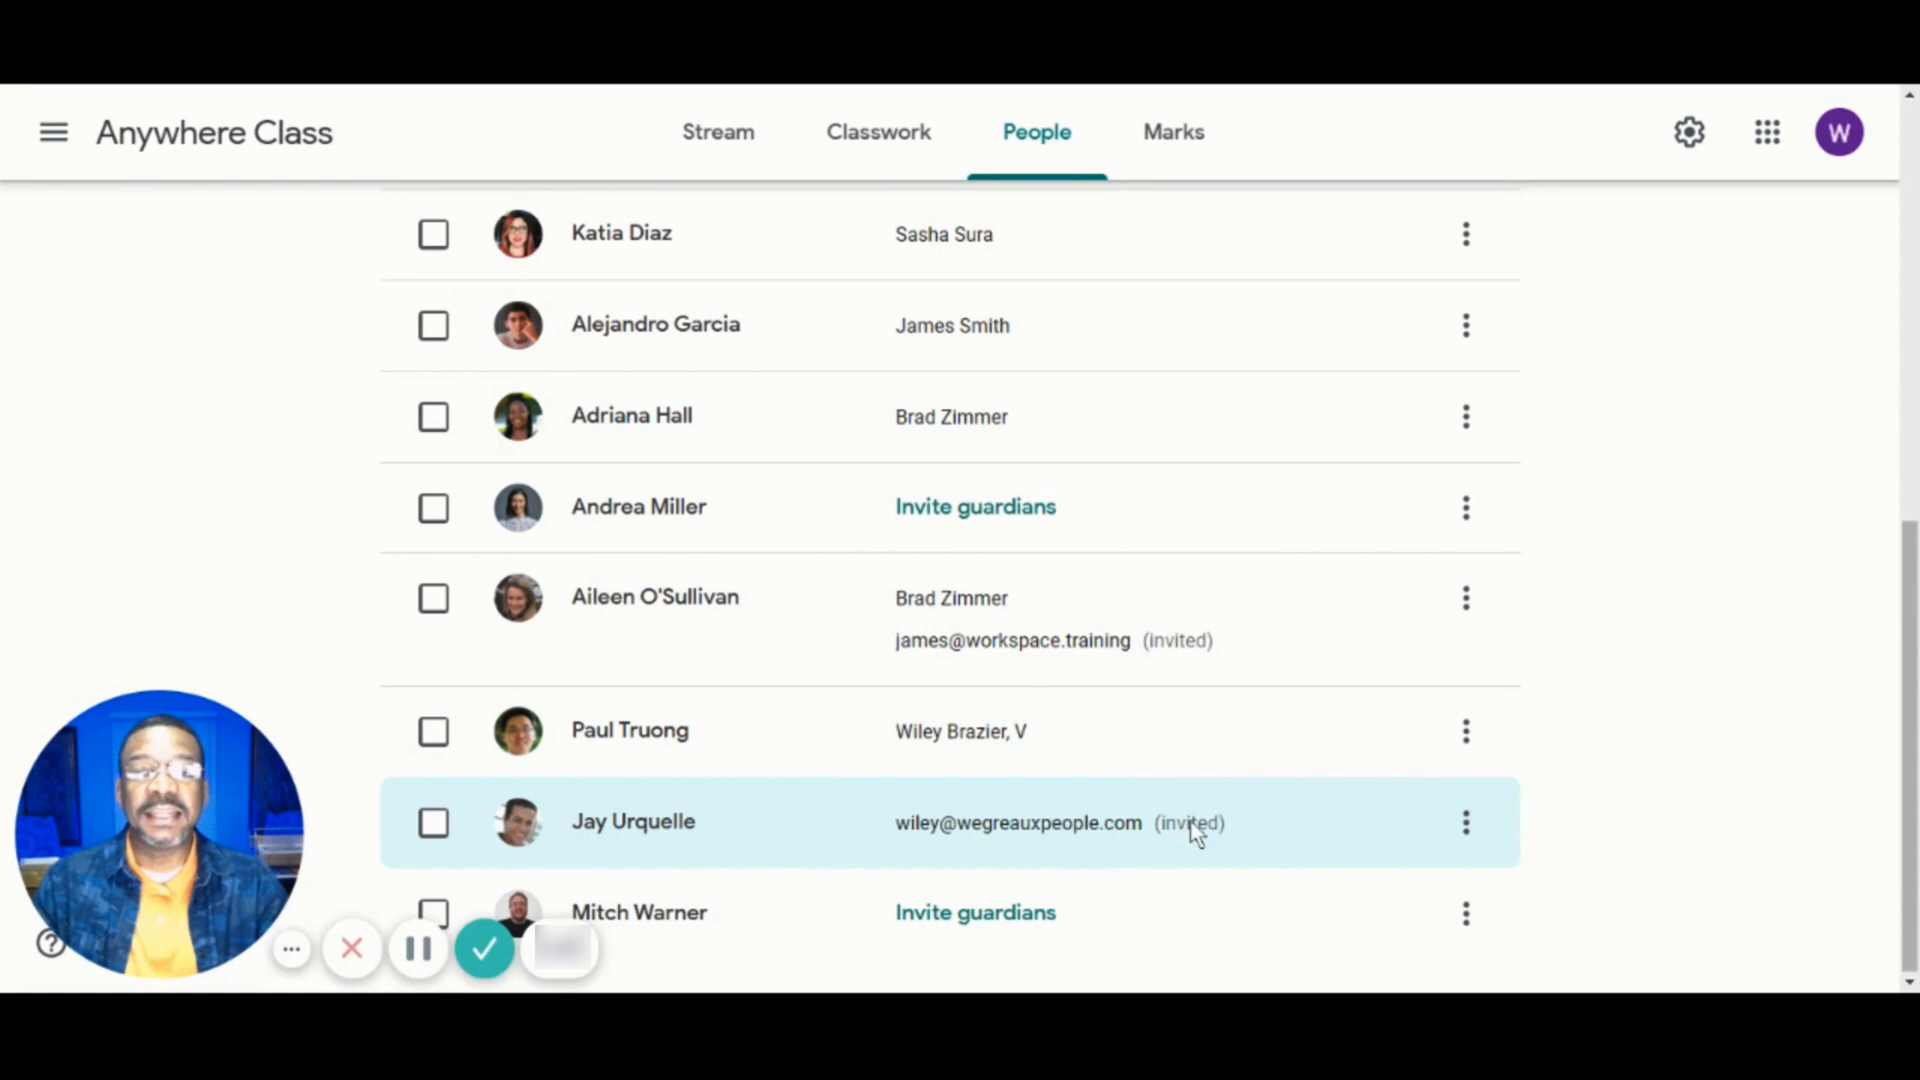 Anywhere Class
Stream Classwork People Marks
W
Katia Diaz Sasha Sura
Alejandro Garcia James Smith
Adriana Hall Brad Zimmer
Andrea Miller Invite guardians
Aileen O'Sullivan Brad Zimmer
james@workspace.training (invited)
Paul Truong Wiley Brazier, V
Jay Urquelle wiley@wegreauxpeople.com (invited)
Mitch Warner Invite guardians